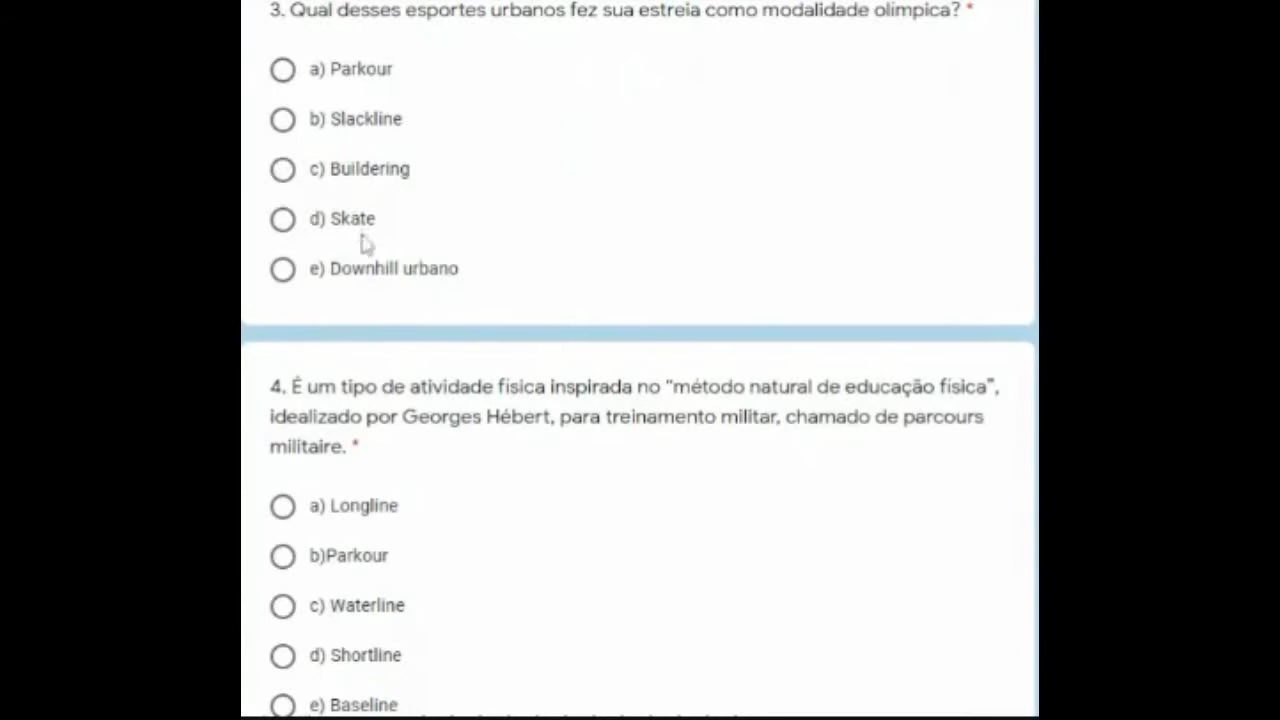 3. Qual desses esportes urbanos fez sua estreia como modalidade olímpica? *
a) Parkour
b) Slackline
c) Buildering
d) Skate
e) Downhill urbano
4. É um tipo de atividade física inspirada no "método natural de educação física",
idealizado por Georges Hébert, para treinamento militar, chamado de parcours
militaire. *
a) Longline
b)Parkour
c) Waterline
d) Shortline
e) Baseline